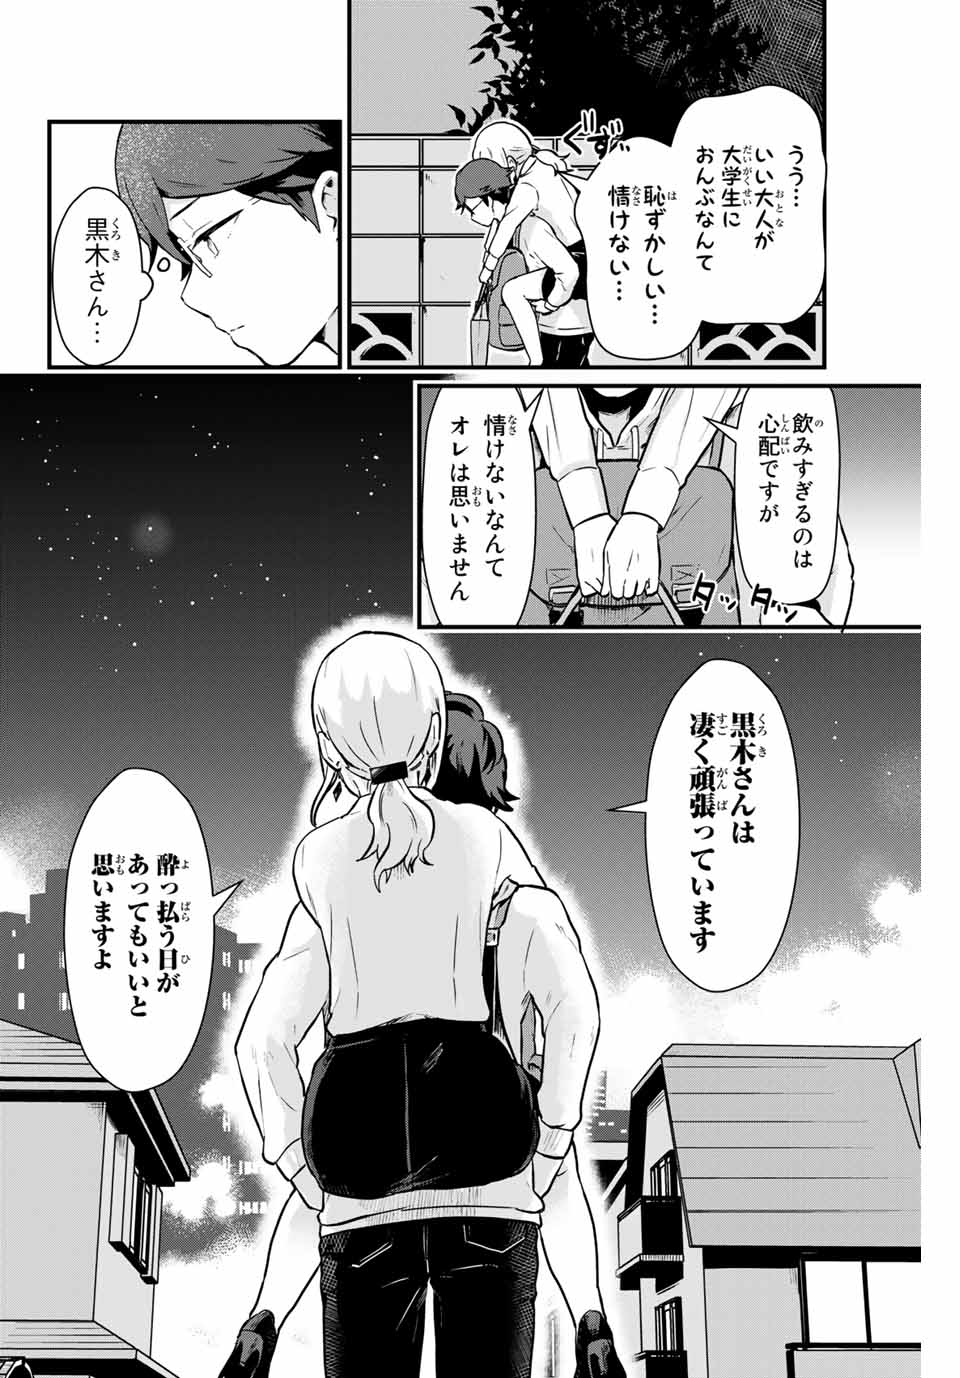 うう…
いい大人が
大学生に
おんぶなんて
恥ずかしい…
情けない…
ぐずっ
黒木さん…
飲みすぎるのは
心配ですが
情けないなんて
オレは思いません
タッタッ
黒木さんは
凄く頑張っています
酔っ払う日が
あってもいいと
思いますよ